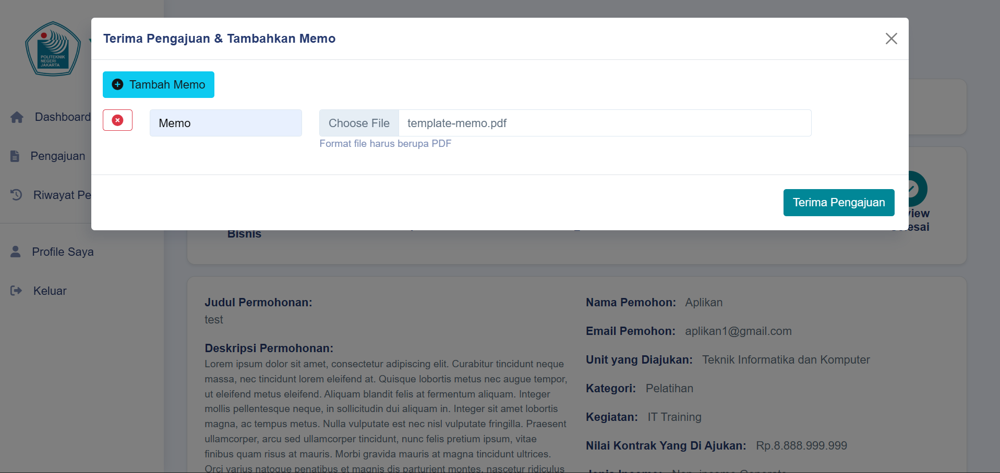 POLITEKNIK
NEGERI
JAKARTA
Dashboard
Pengajuan
Riwayat Pe
Profile Saya
Keluar
Terima Pengajuan & Tambahkan Memo
Tambah Memo
Memo
Choose File
template-memo.pdf
Format file harus berupa PDF
Terima Pengajuan
Bisnis
Judul Permohonan:
test
Deskripsi Permohonan:
Lorem ipsum dolor sit amet, consectetur adipiscing elit. Curabitur tincidunt neque
massa, nec tincidunt lorem eleifend at. Quisque lobortis metus nec augue tempor,
ut eleifend metus eleifend. Aliquam blandit felis at fermentum aliquam. Integer
mollis pellentesque neque, in sollicitudin dui aliquam in. Integer sit amet lobortis
magna, ac tempus metus. Nulla vulputate est nec nisl vulputate fringilla. Praesent
ullamcorper, arcu sed ullamcorper tincidunt, nunc felis pretium ipsum, vitae
finibus quam risus at mauris. Morbi gravida mauris at magna tincidunt ultrices.
Orci varius natoque penatibus et magnis dis parturient montes, nascetur ridiculus
Nama Pemohon: Aplikan
Email Pemohon: aplikan1@gmail.com
Unit yang Diajukan: Teknik Informatika dan Komputer
Kategori: Pelatihan
Kegiatan: IT Training
Nilai Kontrak Yang Di Ajukan: Rp.8.888.999.999